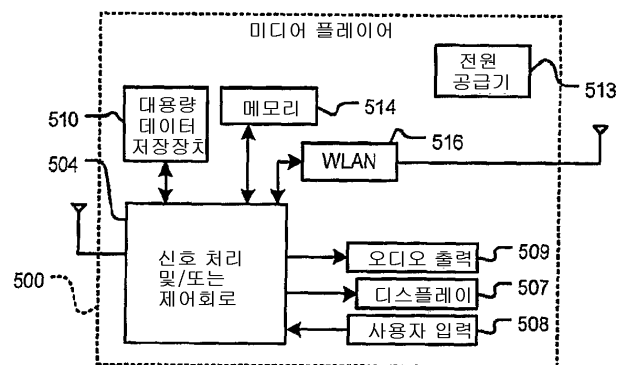 미디어 플레이어
전원
공급기
513
510
대용량
데이터
저장장치
메모리
514
516
504
WLAN
신호 처리
및/또는
제어회로
500
오디오 출력
509
디스플레이
507
사용자 입력
508